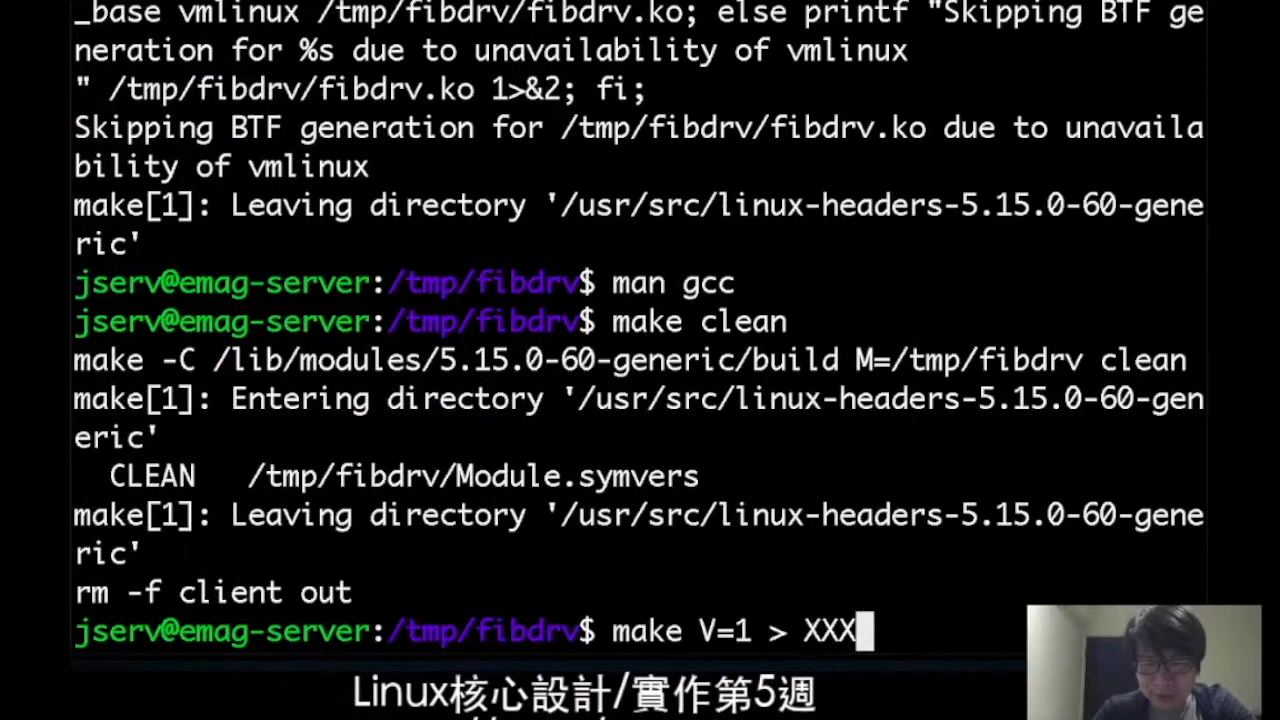 _base vmlinux /tmp/fibdrv/fibdrv.ko; else printf "Skipping BTF ge
neration for %s due to unavailability of vmlinux
" /tmp/fibdrv/fibdrv.ko 1>&2; fi;
Skipping BTF generation for /tmp/fibdrv/fibdrv.ko due to unavaila
bility of vmlinux
make[1]: Leaving directory '/usr/src/linux-headers-5.15.0-60-gene
ric'
jserv@emag-server:/tmp/fibdrv$ man gcc
jserv@emag-server:/tmp/fibdrv$ make clean
make -C /lib/modules/5.15.0-60-generic/build M=/tmp/fibdrv clean
make[1]: Entering directory '/usr/src/linux-headers-5.15.0-60-gen
eric'
  CLEAN   /tmp/fibdrv/Module.symvers
make[1]: Leaving directory '/usr/src/linux-headers-5.15.0-60-gene
ric'
rm -f client out
jserv@emag-server:/tmp/fibdrv$ make V=1 > XXX
Linux核心設計/實作第5週